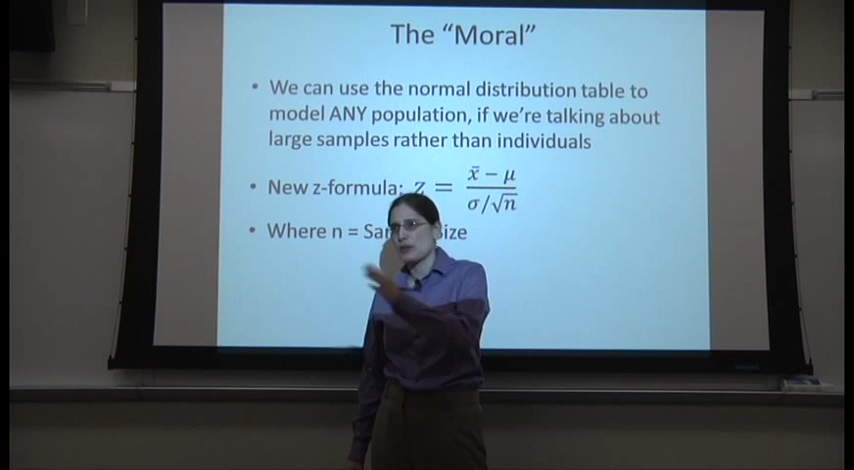 The “Moral”
• We can use the normal distribution table to
model ANY population, if we’re talking about
large samples rather than individuals
• New z-formula: z = (x̄ − μ) / (σ/√n)
• Where n = Size